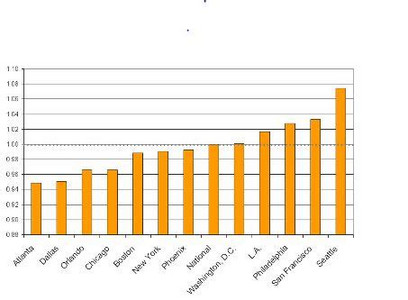 1.10
1.08
1.06
1.04
1.02
1.00
0.98
0.96
0.94
0.92
0.90
0.88
Atlanta
Dallas
Orlando
Chicago
Boston
New York
Phoenix
National
Washington, D.C.
L.A.
Philadelphia
San Francisco
Seattle